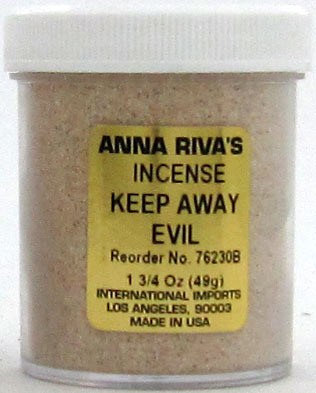 ANNA RIVA'S
INCENSE
KEEP AWAY
EVIL
Reorder No. 76230B
1 3/4 Oz (49g)
INTERNATIONAL IMPORTS
LOS ANGELES, 90003
MADE IN USA